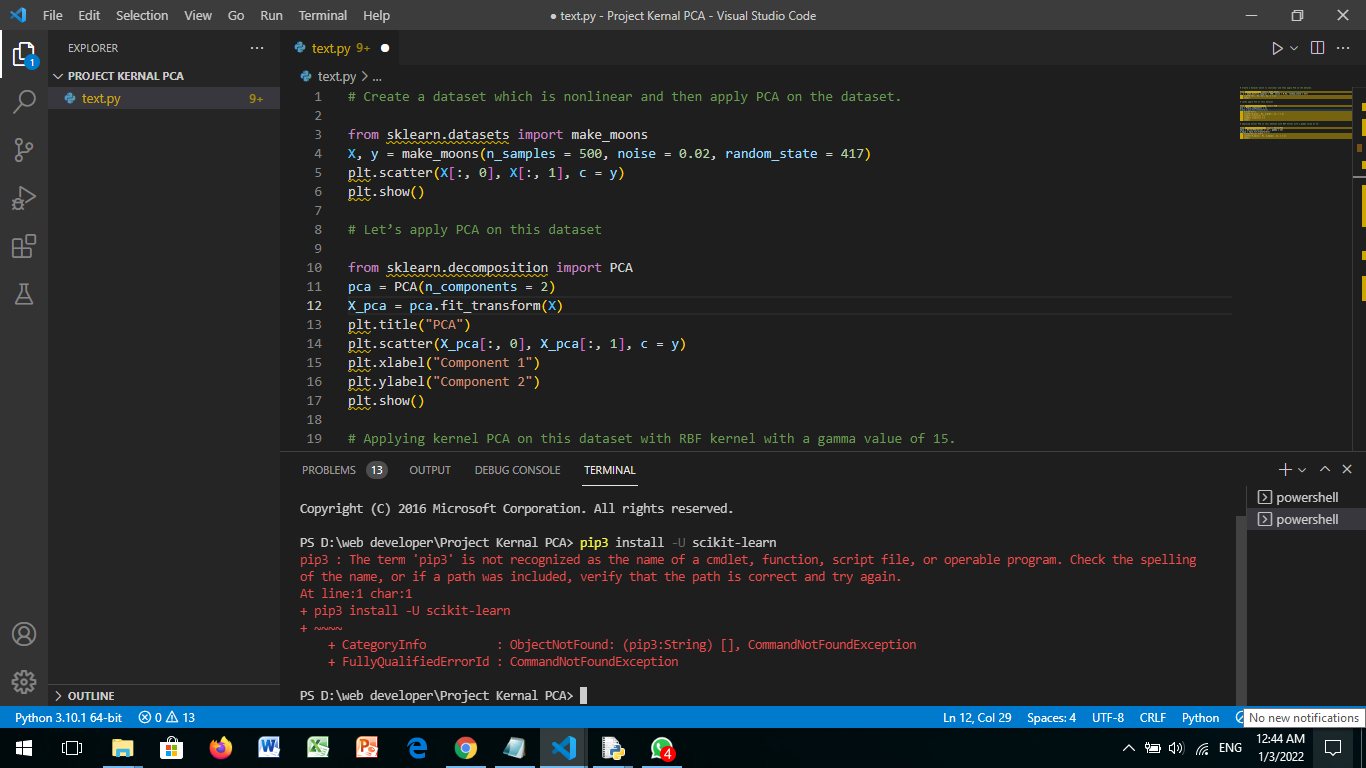 File Edit Selection View Go Run Terminal Help
● text.py - Project Kernal PCA - Visual Studio Code
EXPLORER
text.py 9+
PROJECT KERNAL PCA
text.py 9+
1
text.py > ...
1 # Create a dataset which is nonlinear and then apply PCA on the dataset.
2
3 from sklearn.datasets import make_moons
4 X, y = make_moons(n_samples = 500, noise = 0.02, random_state = 417)
5 plt.scatter(X[:, 0], X[:, 1], c = y)
6 plt.show()
7
8 # Let’s apply PCA on this dataset
9
10 from sklearn.decomposition import PCA
11 pca = PCA(n_components = 2)
12 X_pca = pca.fit_transform(X)
13 plt.title("PCA")
14 plt.scatter(X_pca[:, 0], X_pca[:, 1], c = y)
15 plt.xlabel("Component 1")
16 plt.ylabel("Component 2")
17 plt.show()
18
19 # Applying kernel PCA on this dataset with RBF kernel with a gamma value of 15.
PROBLEMS 13 OUTPUT DEBUG CONSOLE TERMINAL
powershell
powershell
Copyright (C) 2016 Microsoft Corporation. All rights reserved.
PS D:\web developer\Project Kernal PCA> pip3 install -U scikit-learn
pip3 : The term 'pip3' is not recognized as the name of a cmdlet, function, script file, or operable program. Check the spelling
of the name, or if a path was included, verify that the path is correct and try again.
At line:1 char:1
+ pip3 install -U scikit-learn
+ ~~~~
    + CategoryInfo          : ObjectNotFound: (pip3:String) [], CommandNotFoundException
    + FullyQualifiedErrorId : CommandNotFoundException
PS D:\web developer\Project Kernal PCA>
OUTLINE
Python 3.10.1 64-bit 0 13
Ln 12, Col 29 Spaces: 4 UTF-8 CRLF Python
No new notifications
4
ENG
12:44 AM
1/3/2022